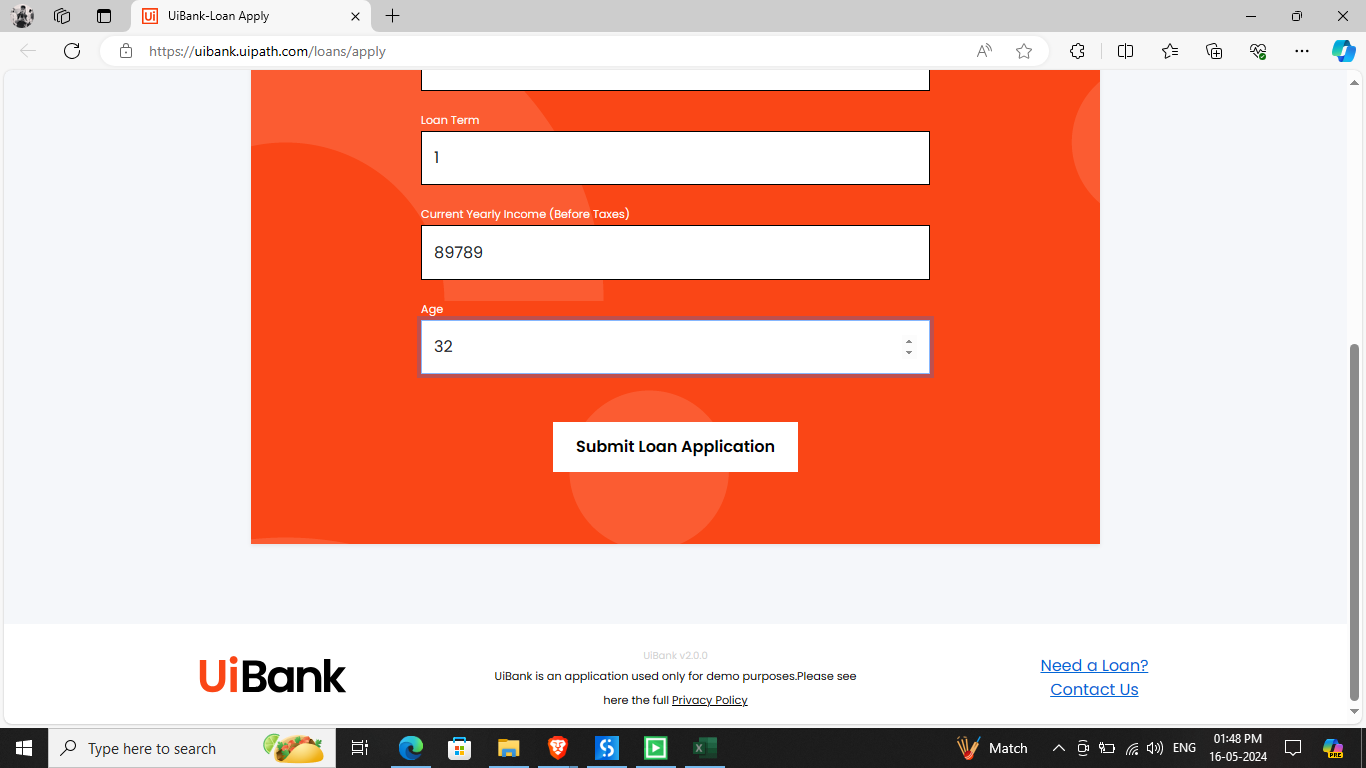 UiBank-Loan Apply
https://uibank.uipath.com/loans/apply
Loan Term
1
Current Yearly Income (Before Taxes)
89789
Age
32
Submit Loan Application
UiBank
UiBank v2.0.0
UiBank is an application used only for demo purposes.Please see
here the full Privacy Policy
Need a Loan?
Contact Us
Type here to search
Match
ENG
01:48 PM
16-05-2024
PRE